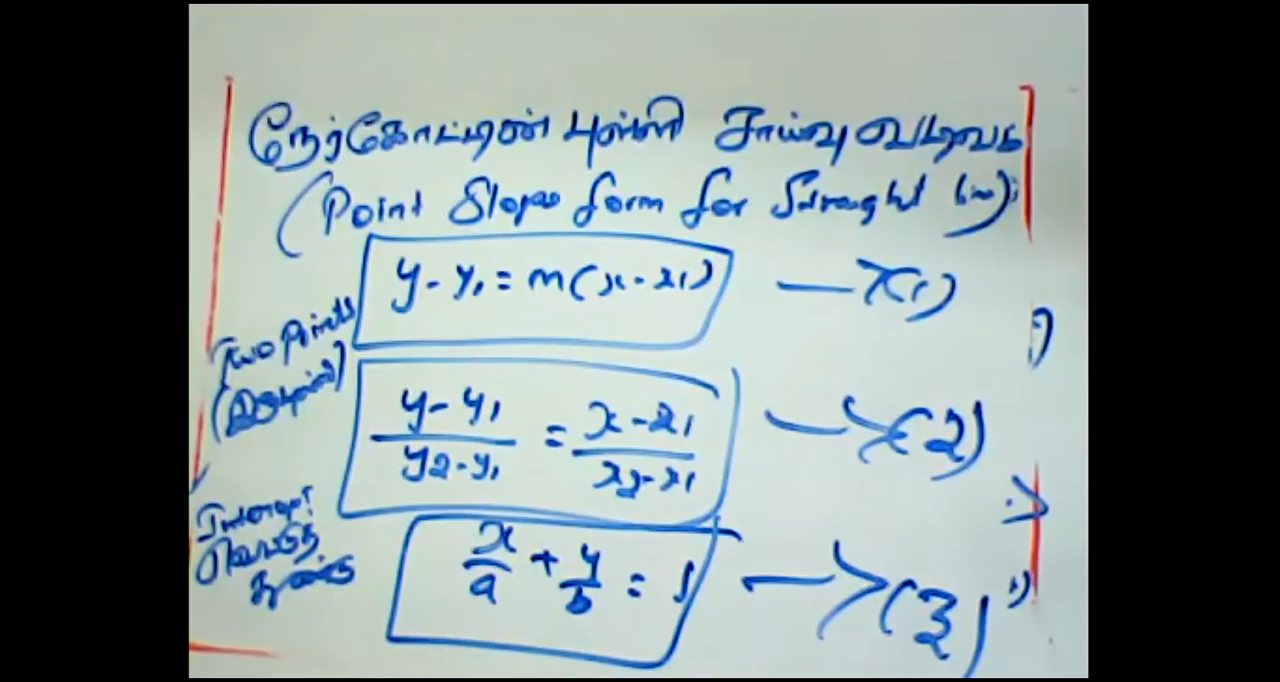 நேர்கோட்டின் புள்ளி சாய்வு வடிவம்
(Point Slope form for Straight line):
y - y₁ = m(x - x₁) → (1)
Two Points
y - y₁ / y₂ - y₁ = x - x₁ / x₂ - x₁ → (2)
Intercept
வெட்டுத்
துண்டு
x/a + y/b = 1 → (3)